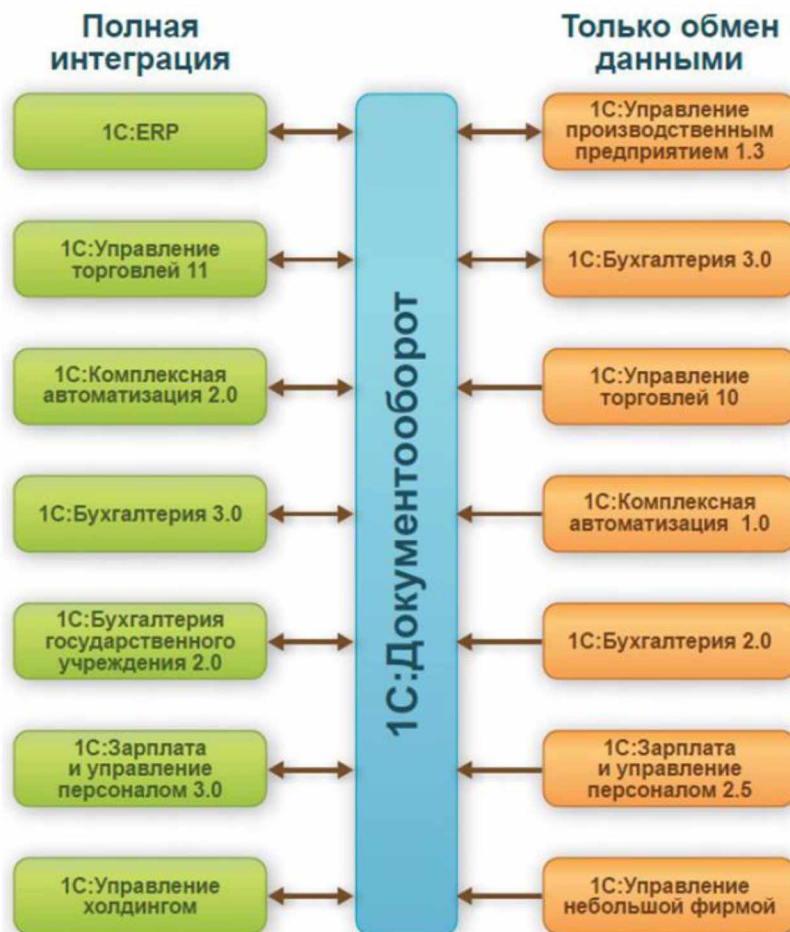 Полная
интеграция
1С:ERP
1С:Управление
торговлей 11
1С:Комплексная
автоматизация 2.0
1С:Бухгалтерия 3.0
1С:Бухгалтерия
государственного
учреждения 2.0
1С:Зарплата
и управление
персоналом 3.0
1С:Управление
холдингом
1С:Документооборот
Только обмен
данными
1С:Управление
производственным
предприятием 1.3
1С:Бухгалтерия 3.0
1С:Управление
торговлей 10
1С:Комплексная
автоматизация 1.0
1С:Бухгалтерия 2.0
1С:Зарплата
и управление
персоналом 2.5
1С:Управление
небольшой фирмой